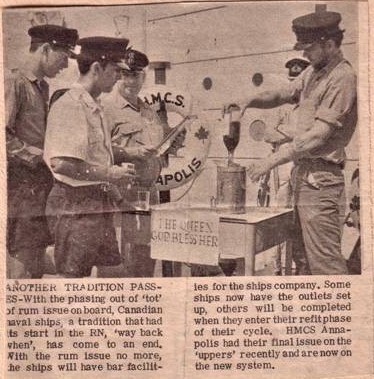 H.M.C.S.
APOLIS
THE QUEEN
GOD BLESS HER
ANOTHER TRADITION PASS-
ES-With the phasing out of 'tot'
of rum issue on board, Canadian
naval ships, a tradition that had
its start in the RN, 'way back
when', has come to an end.
With the rum issue no more,
the ships will have bar facilit-
ies for the ships company. Some
ships now have the outlets set
up, others will be completed
when they enter their refit phase
of their cycle. HMCS Anna-
polis had their final issue on the
'uppers' recently and are now on
the new system.